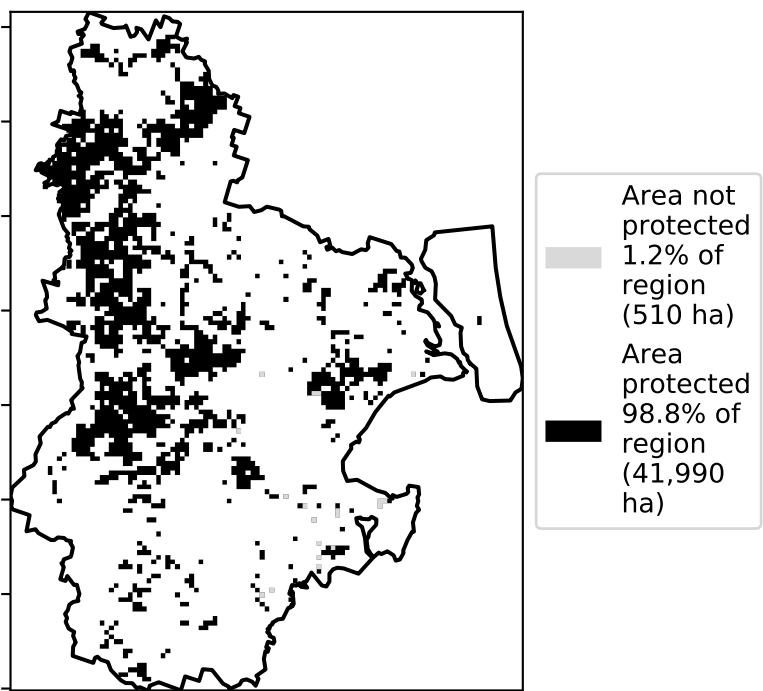 Area not
protected
1.2% of
region
(510 ha)
Area
protected
98.8% of
region
(41,990
ha)